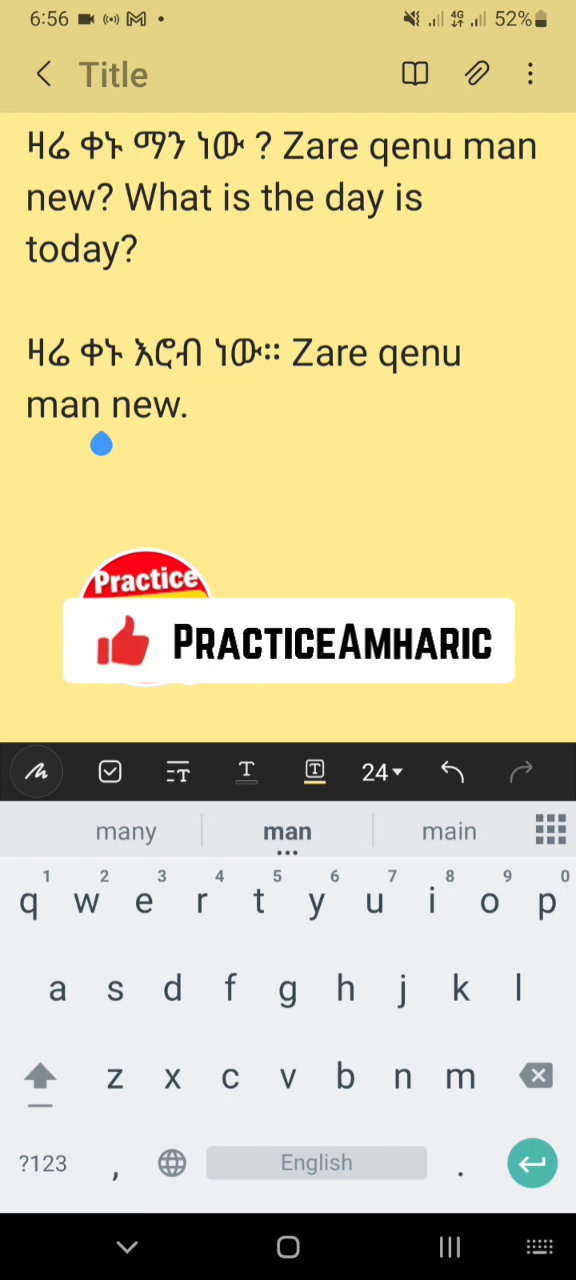 6:56 4G 52%
Title
ዛሬ ቀኑ ማን ነው ? Zare qenu man
new? What is the day is
today?
ዛሬ ቀኑ እሮብ ነው። Zare qenu
man new.
Practice
PRACTICEAMHARIC
T T T 24
many man main
1 2 3 4 5 6 7 8 9 0
q w e r t y u i o p
a s d f g h j k l
z x c v b n m
?123 , English .